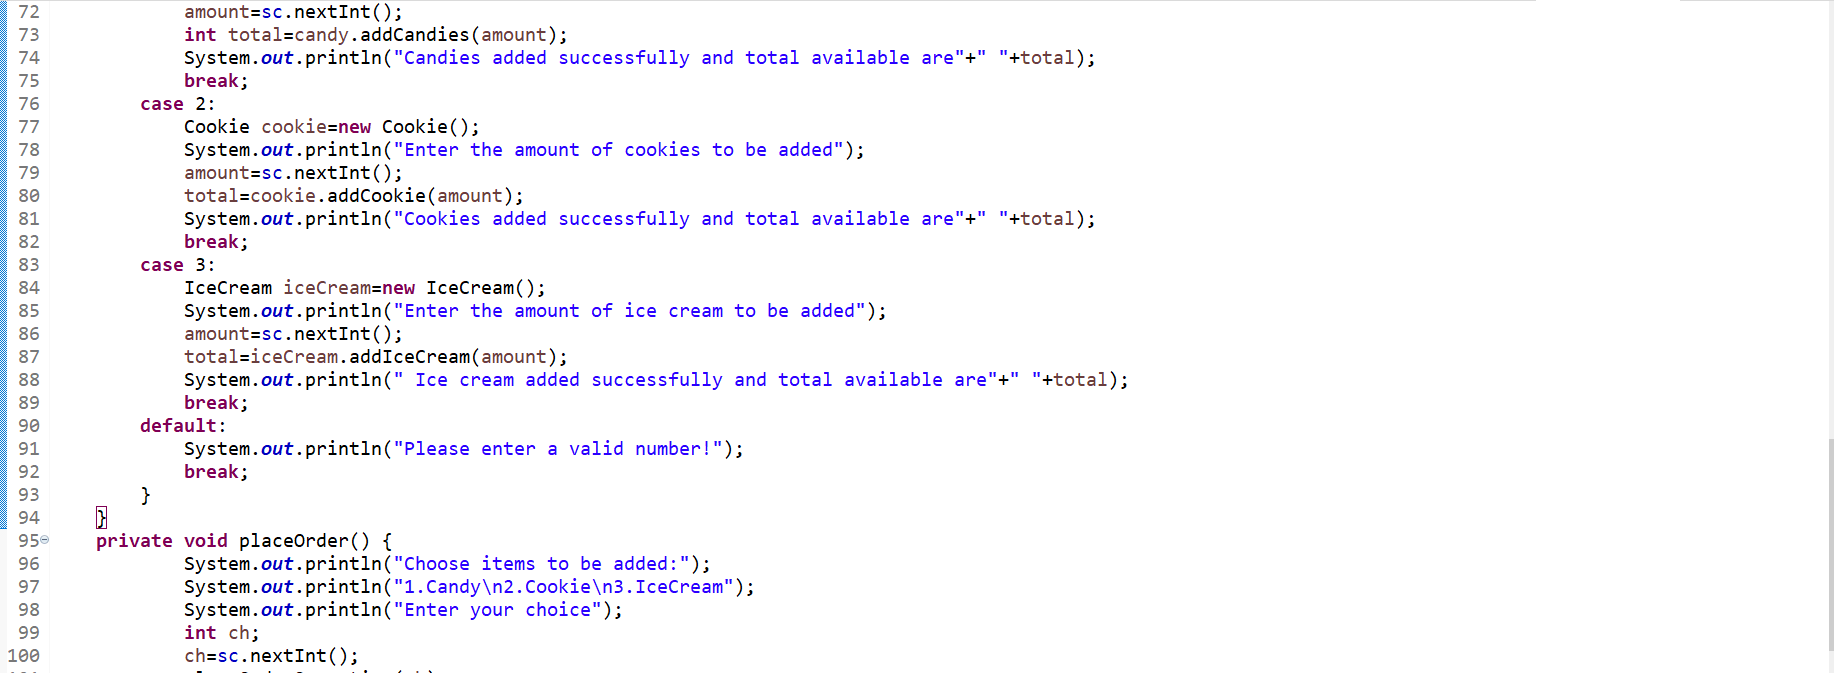 72 amount=sc.nextInt();
73 int total=candy.addCandies(amount);
74 System.out.println("Candies added successfully and total available are"+" "+total);
75 break;
76 case 2:
77 Cookie cookie=new Cookie();
78 System.out.println("Enter the amount of cookies to be added");
79 amount=sc.nextInt();
80 total=cookie.addCookie(amount);
81 System.out.println("Cookies added successfully and total available are"+" "+total);
82 break;
83 case 3:
84 IceCream iceCream=new IceCream();
85 System.out.println("Enter the amount of ice cream to be added");
86 amount=sc.nextInt();
87 total=iceCream.addIceCream(amount);
88 System.out.println(" Ice cream added successfully and total available are"+" "+total);
89 break;
90 default:
91 System.out.println("Please enter a valid number!");
92 break;
93 }
94 }
95 private void placeOrder() {
96 System.out.println("Choose items to be added:");
97 System.out.println("1.Candy\n2.Cookie\n3.IceCream");
98 System.out.println("Enter your choice");
99 int ch;
100 ch=sc.nextInt();